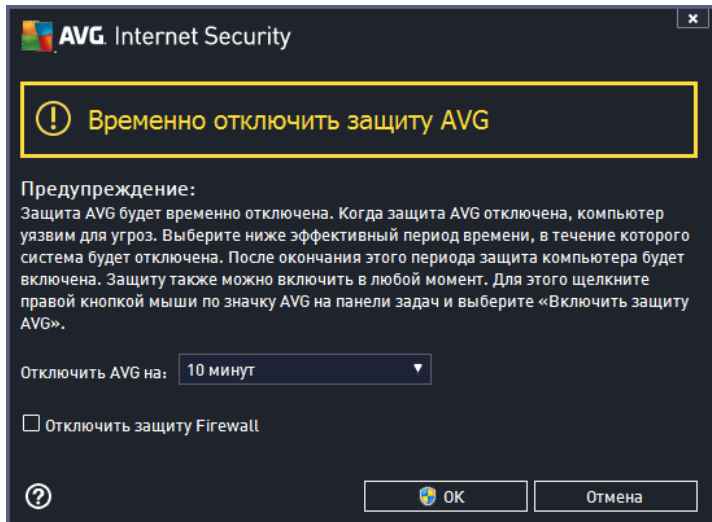 AVG. Internet Security
Временно отключить защиту AVG
Предупреждение:
Защита AVG будет временно отключена. Когда защита AVG отключена, компьютер
уязвим для угроз. Выберите ниже эффективный период времени, в течение которого
система будет отключена. После окончания этого периода защита компьютера будет
включена. Защиту также можно включить в любой момент. Для этого щелкните
правой кнопкой мыши по значку AVG на панели задач и выберите «Включить защиту
AVG».
Отключить AVG на: 10 минут
Отключить защиту Firewall
OK Отмена